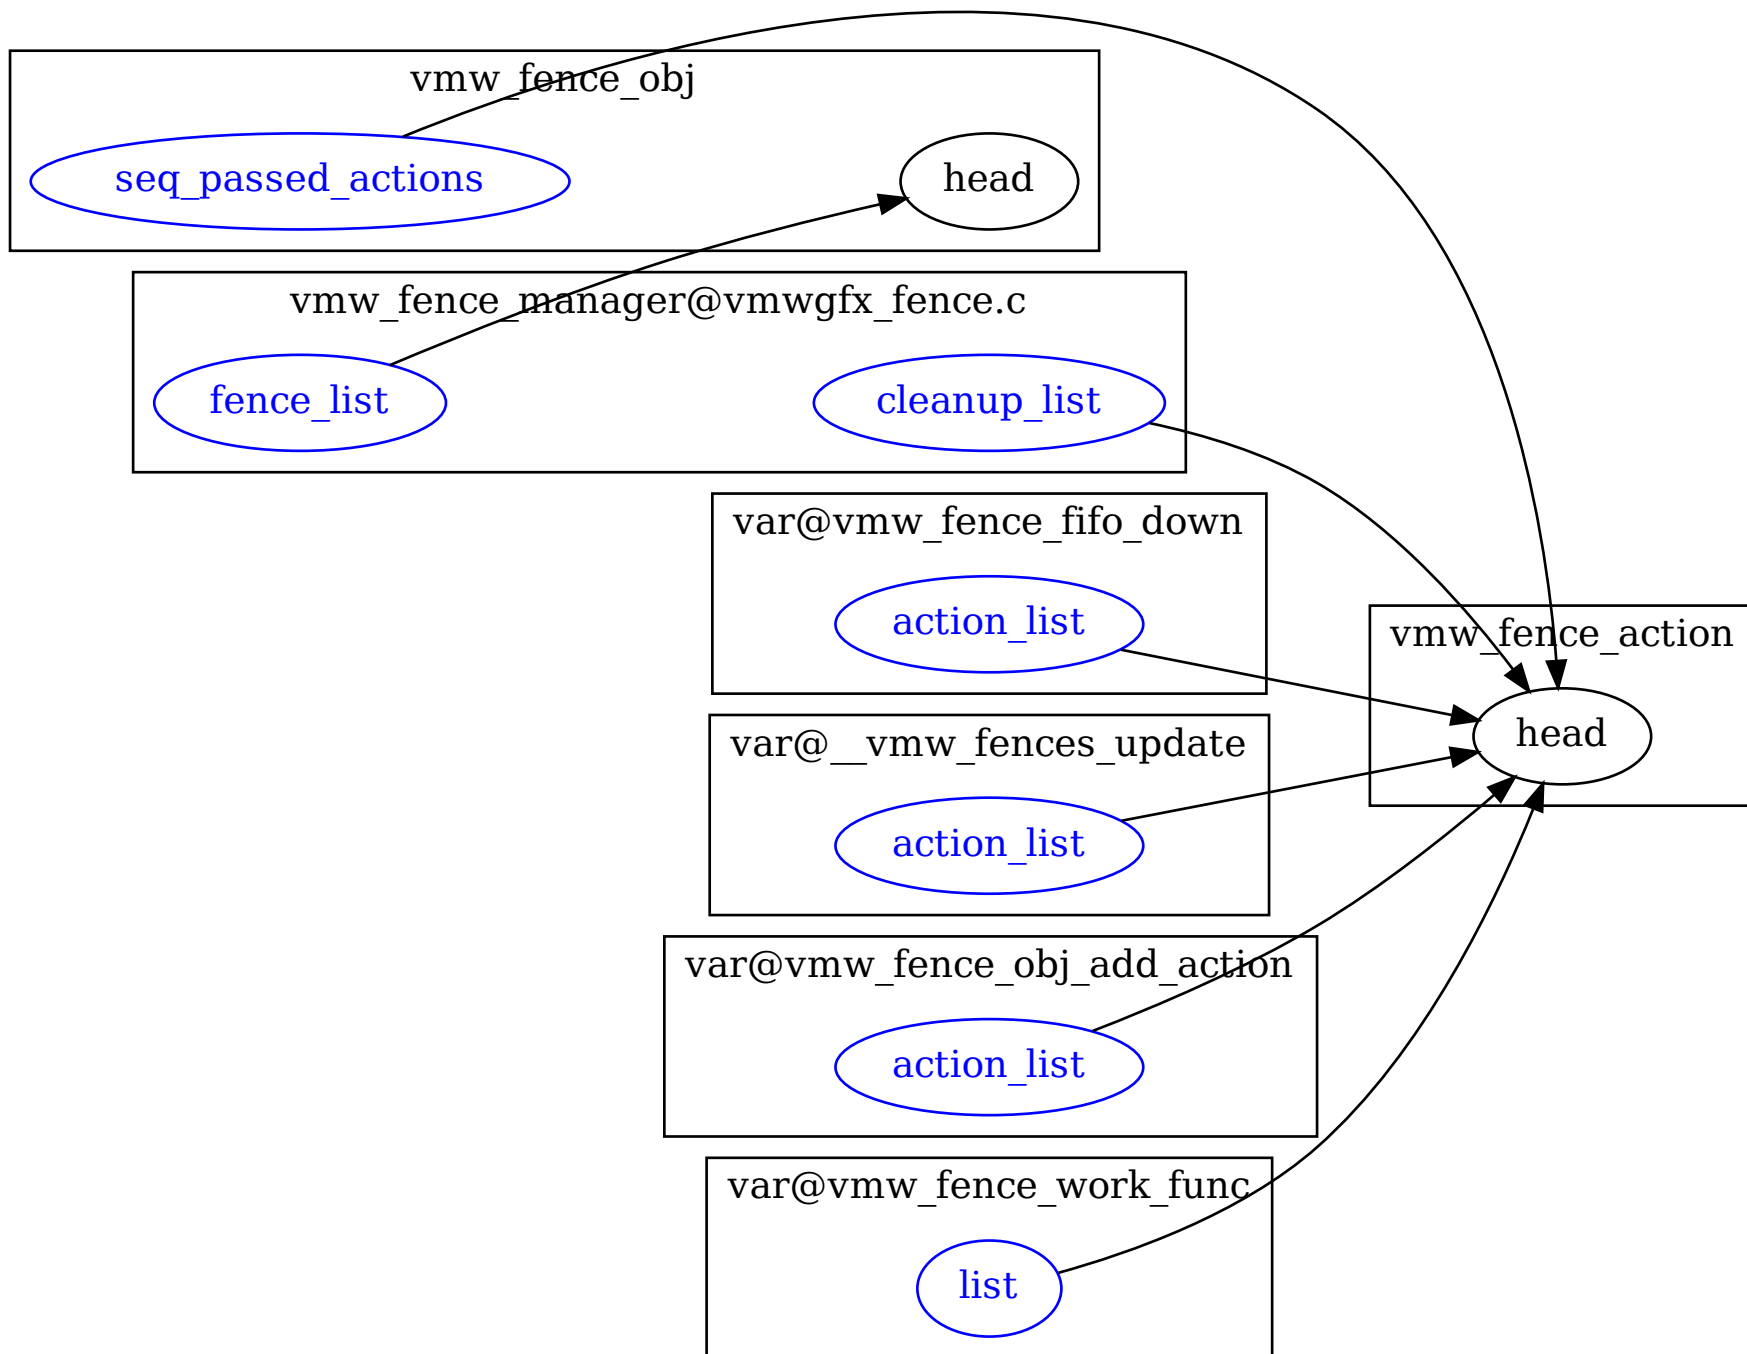 vmw_fence_obj
seq_passed_actions
head
vmw_fence_manager@vmwgfx_fence.c
fence_list
cleanup_list
var@vmw_fence_fifo_down
action_list
vmw_fence_action
head
var@__vmw_fences_update
action_list
var@vmw_fence_obj_add_action
action_list
var@vmw_fence_work_func
list